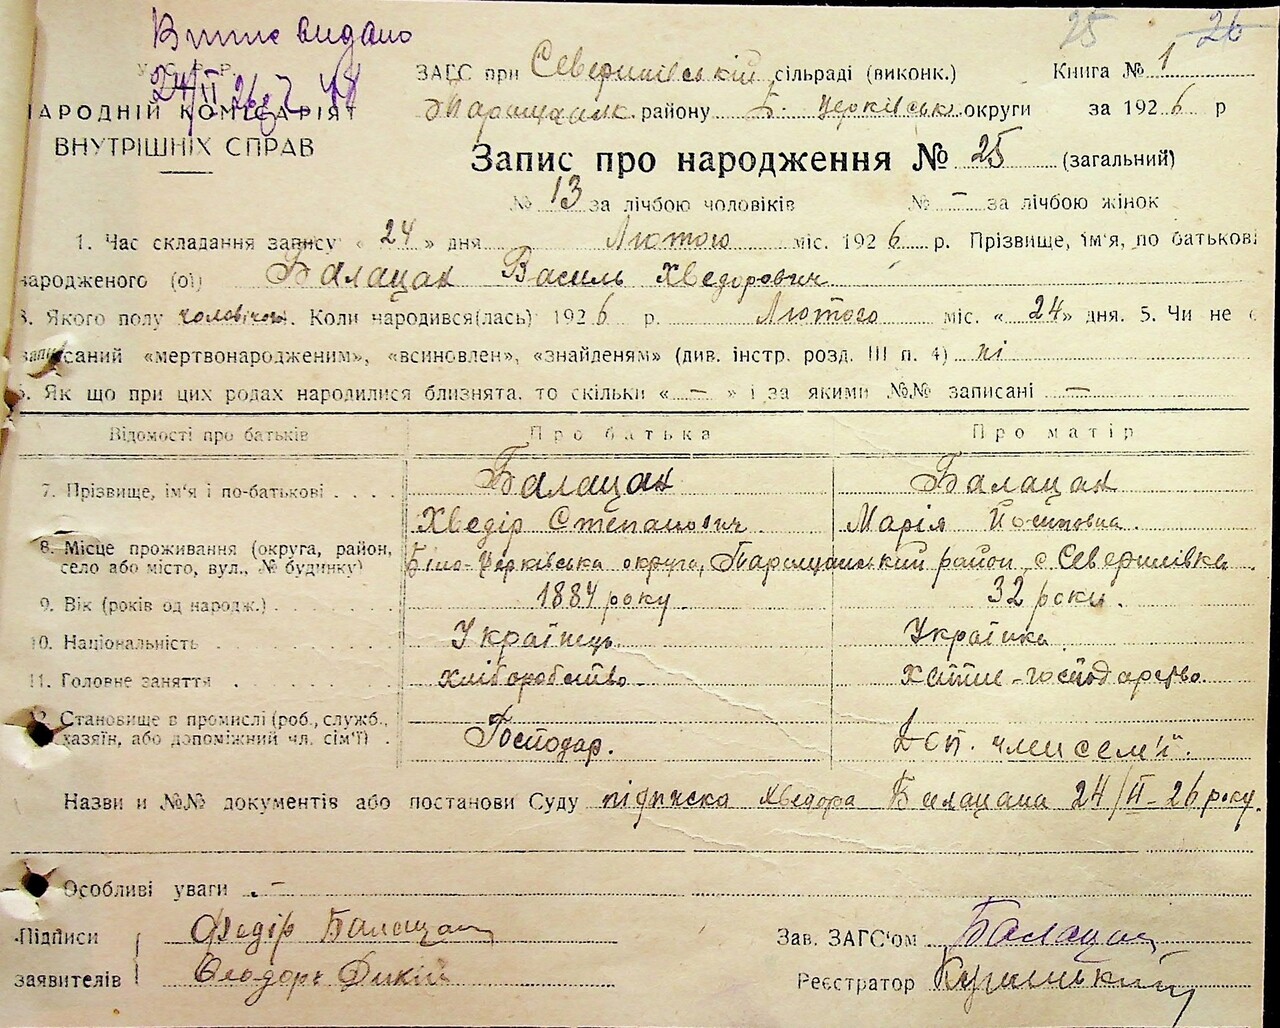 25 26
Випис видано
24/II 26
У.С.Р.Р.
НАРОДНІЙ КОМІСАРІЯТ
ВНУТРІШНІХ СПРАВ
ЗАГС при Северинівській сільраді (виконк.) Книга № 1
Таращанськ району Б. Церківськ округи за 1926 р
Запис про народження № 25 (загальний)
№ 13 за лічбою чоловіків № – за лічбою жінок
1. Час складання запису « 24 » дня Лютого міс. 1926 р. Прізвище, ім'я, по батькові
народженого (ої) Балацан Василь Хведорович
3. Якого полу чоловічої. Коли народився(лась) 1926 р. Лютого міс. « 24 » дня. 5. Чи не є
записаний «мертвонародженим», «всиновлен», «знайденям» (див. інстр. розд. III п. 4) ні
6. Як що при цих родах народилися близнята, то скільки « – » і за якими №№ записані –
Відомості про батьків Про батька Про матір
7. Прізвище, ім'я і по-батькові . . . . Балацан Балацан
Хведір Степанович Марія Йосиповна
8. Місце проживання (округа, район, село або місто, вул., № будинку) Біло-Церківська округа, Таращанський район с Северинівка
9. Вік (років од народж.) 1884 року 32 роки.
10. Національність Українець Українка
11. Головне заняття хліборобство хатнє-господарство
12. Становище в промислі (роб., служб., хазяїн, або допоміжний чл. сім'ї) . Господар. Доп. член сем'ї.
Назви и №№ документів або постанови Суду підписка Хведора Балацана 24/II-26 року.
Особливі уваги . –
Підписи Федір Балацан Зав. ЗАГС'ом Балацан
заявителів Феодоръ Дикій Реєстратор